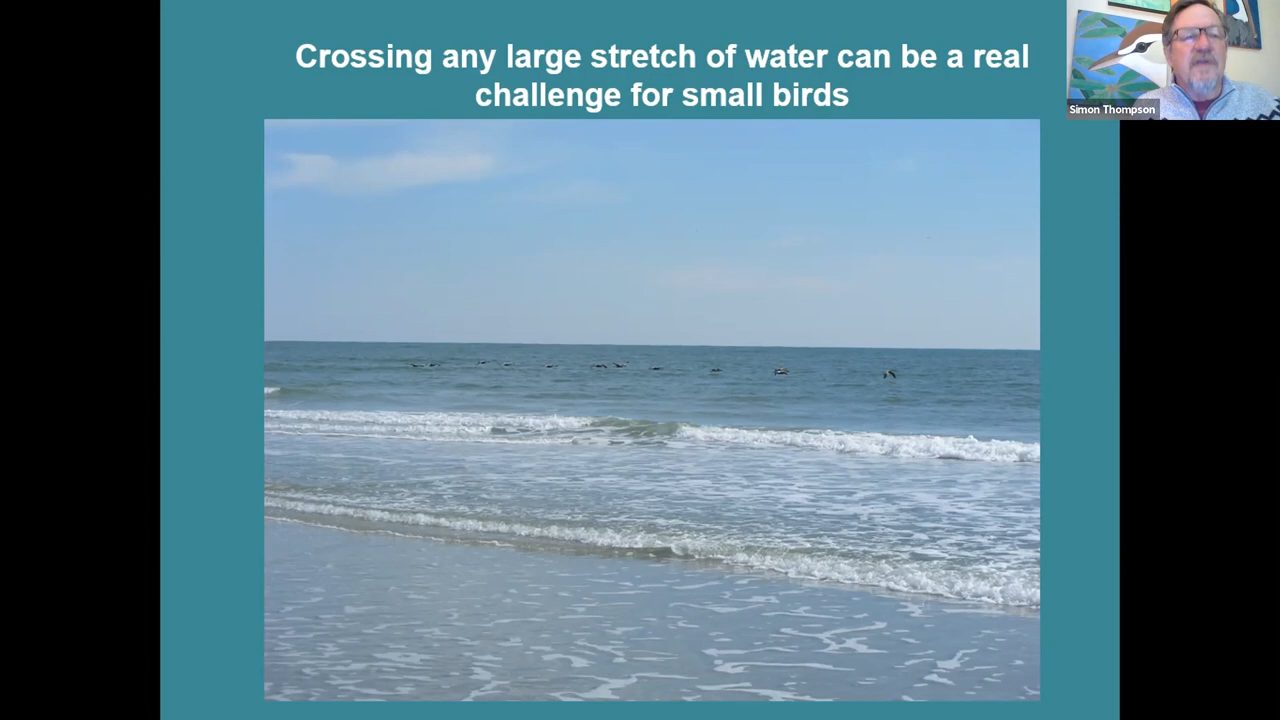 Crossing any large stretch of water can be a real
challenge for small birds
Simon Thompson